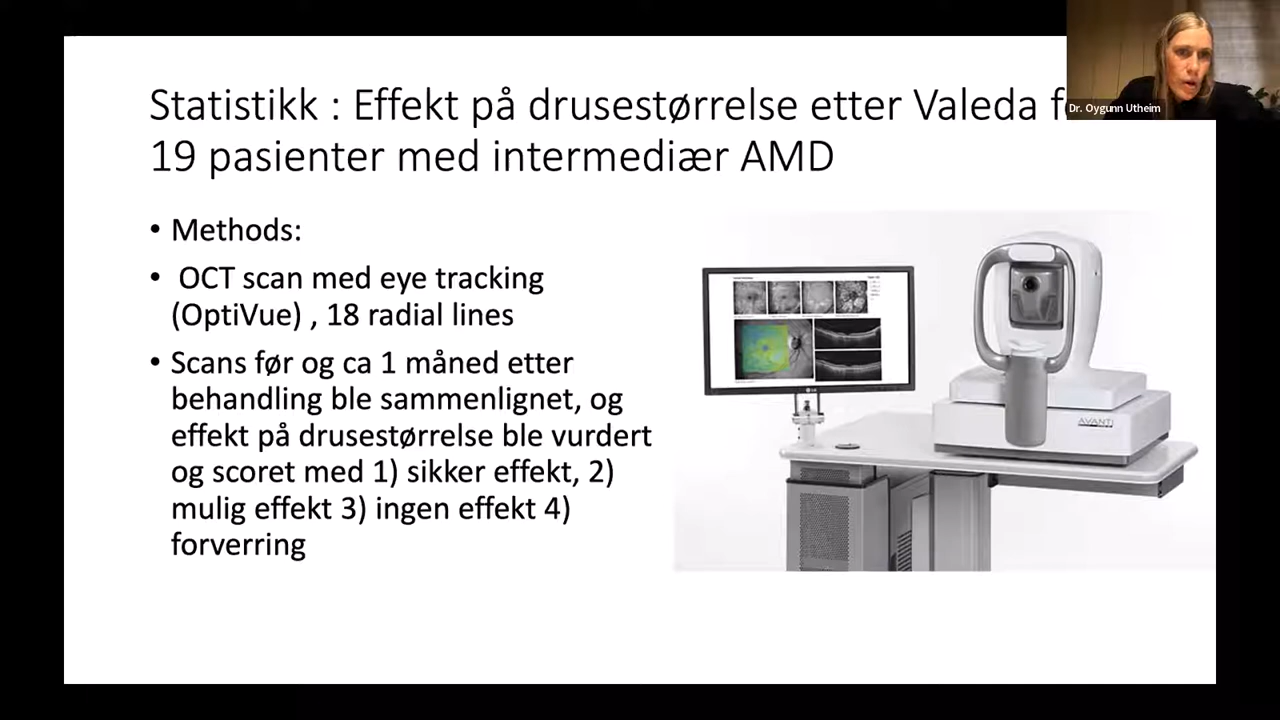 Statistikk : Effekt på drusestørrelse etter Valeda
19 pasienter med intermediær AMD
Dr. Oygunn Utheim
• Methods:
• OCT scan med eye tracking
(OptiVue) , 18 radial lines
• Scans før og ca 1 måned etter
behandling ble sammenlignet, og
effekt på drusestørrelse ble vurdert
og scoret med 1) sikker effekt, 2)
mulig effekt 3) ingen effekt 4)
forverring
AVANTI